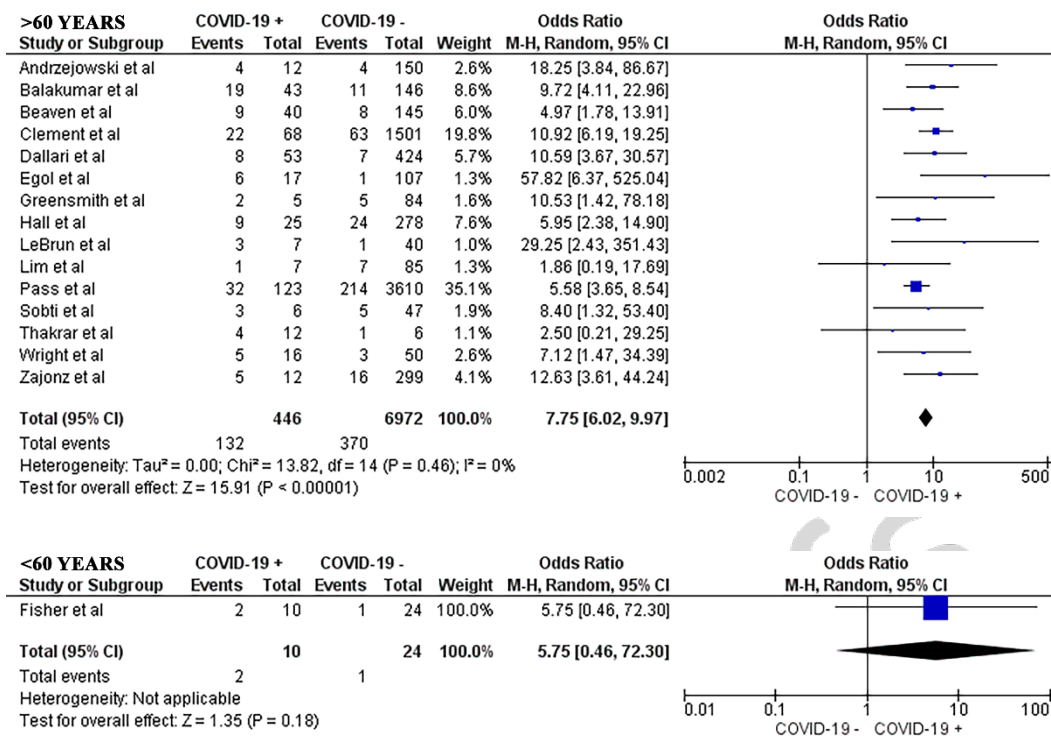 >60 YEARS COVID-19 + COVID-19 - Odds Ratio Odds Ratio
Study or Subgroup Events Total Events Total Weight M-H, Random, 95% CI M-H, Random, 95% CI
Andrzejowski et al 4 12 4 150 2.6% 18.25 [3.84, 86.67]
Balakumar et al 19 43 11 146 8.6% 9.72 [4.11, 22.96]
Beaven et al 9 40 8 145 6.0% 4.97 [1.78, 13.91]
Clement et al 22 68 63 1501 19.8% 10.92 [6.19, 19.25]
Dallari et al 8 53 7 424 5.7% 10.59 [3.67, 30.57]
Egol et al 6 17 1 107 1.3% 57.82 [6.37, 525.04]
Greensmith et al 2 5 5 84 1.6% 10.53 [1.42, 78.18]
Hall et al 9 25 24 278 7.6% 5.95 [2.38, 14.90]
LeBrun et al 3 7 1 40 1.0% 29.25 [2.43, 351.43]
Lim et al 1 7 7 85 1.3% 1.86 [0.19, 17.69]
Pass et al 32 123 214 3610 35.1% 5.58 [3.65, 8.54]
Sobti et al 3 6 5 47 1.9% 8.40 [1.32, 53.40]
Thakrar et al 4 12 1 6 1.1% 2.50 [0.21, 29.25]
Wright et al 5 16 3 50 2.6% 7.12 [1.47, 34.39]
Zajonz et al 5 12 16 299 4.1% 12.63 [3.61, 44.24]
Total (95% CI) 446 6972 100.0% 7.75 [6.02, 9.97]
Total events 132 370
Heterogeneity: Tau² = 0.00; Chi² = 13.82, df = 14 (P = 0.46); I² = 0%
Test for overall effect: Z = 15.91 (P < 0.00001)
0.002 0.1 1 10 500
COVID-19 - COVID-19 +
<60 YEARS COVID-19 + COVID-19 - Odds Ratio Odds Ratio
Study or Subgroup Events Total Events Total Weight M-H, Random, 95% CI M-H, Random, 95% CI
Fisher et al 2 10 1 24 100.0% 5.75 [0.46, 72.30]
Total (95% CI) 10 24 100.0% 5.75 [0.46, 72.30]
Total events 2 1
Heterogeneity: Not applicable
Test for overall effect: Z = 1.35 (P = 0.18)
0.01 0.1 1 10 100
COVID-19 - COVID-19 +